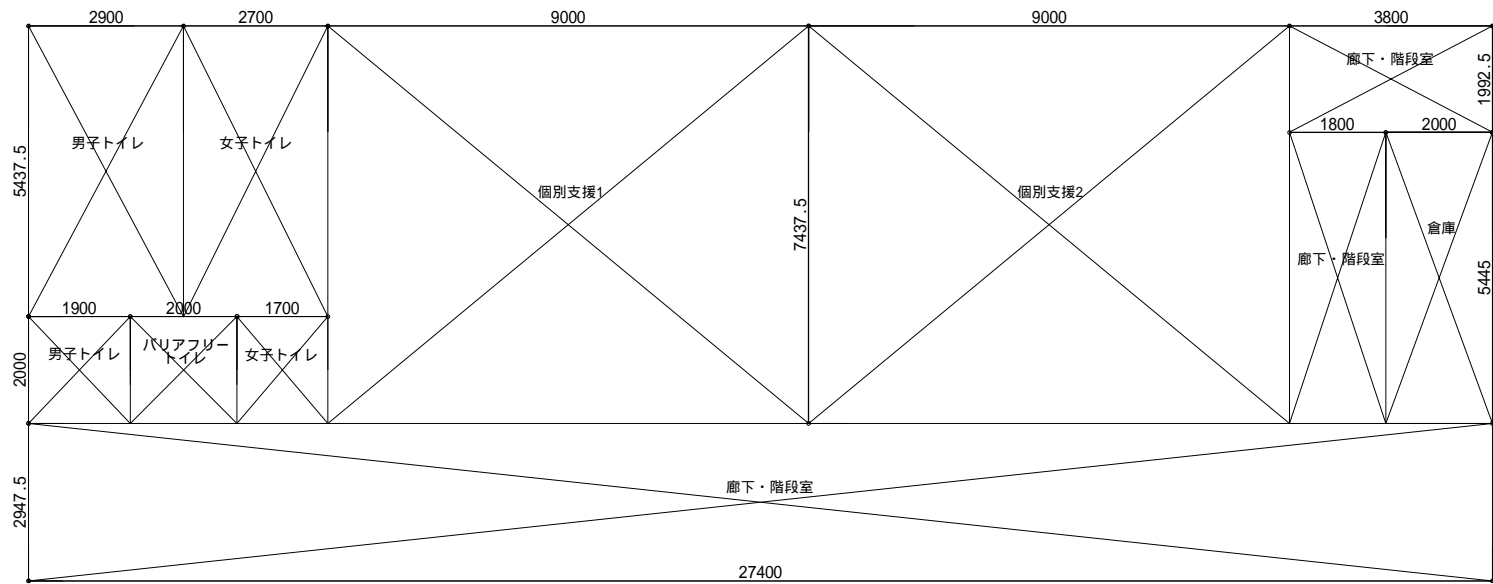 2900
2700
9000
9000
3800
廊下・階段室
1992.5
1800
2000
男子トイレ
女子トイレ
5437.5
個別支援1
7437.5
個別支援2
倉庫
廊下・階段室
5445
1900
2000
1700
男子トイレ
バリアフリー
トイレ
女子トイレ
2000
廊下・階段室
2947.5
27400